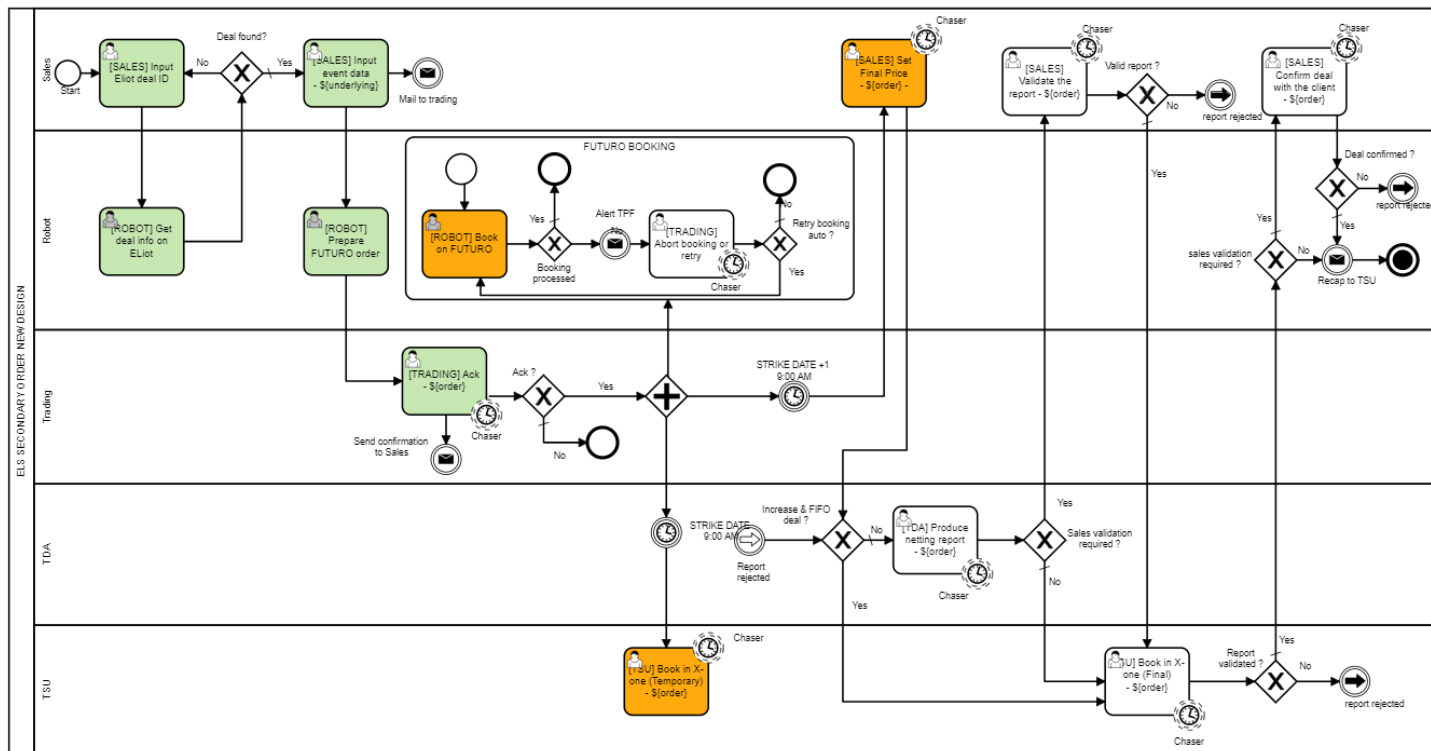 ELS SECONDARY ORDER NEW DESIGN
Sales
Start
[SALES] Input
Eliot deal ID
No
Deal found?
Yes
[SALES] Input
event data
- ${underlying}
Mail to trading
[SALES] Set
Final Price
- ${order} -
Chaser
[SALES]
Validate the
report - ${order}
Chaser
Valid report ?
No
report rejected
Yes
[SALES]
Confirm deal
with the client -
${order}
Chaser
Robot
[ROBOT] Get
deal info on
ELiot
[ROBOT]
Prepare
FUTURO order
FUTURO BOOKING
[ROBOT] Book
on FUTURO
Yes
Booking
processed
Alert TPF
No
[TRADING]
Abort booking or
retry
Chaser
No
Retry booking
auto ?
Yes
Deal confirmed ?
No
report rejected
Yes
Yes
sales validation
required ?
No
Recap to TSU
Trading
[TRADING] Ack
- ${order}
Chaser
Send confirmation
to Sales
Ack ?
Yes
No
STRIKE DATE +1
9:00 AM
TDA
STRIKE DATE
9:00 AM
Report
rejected
Increase & FIFO
deal ?
No
Yes
[TDA] Produce
netting report
- ${order}
Chaser
Yes
Sales validation
required ?
No
TSU
[TSU] Book in X-
one (Temporary)
- ${order}
Chaser
[TSU] Book in X-
one (Final)
- ${order}
Chaser
Report
validated ?
Yes
No
report rejected